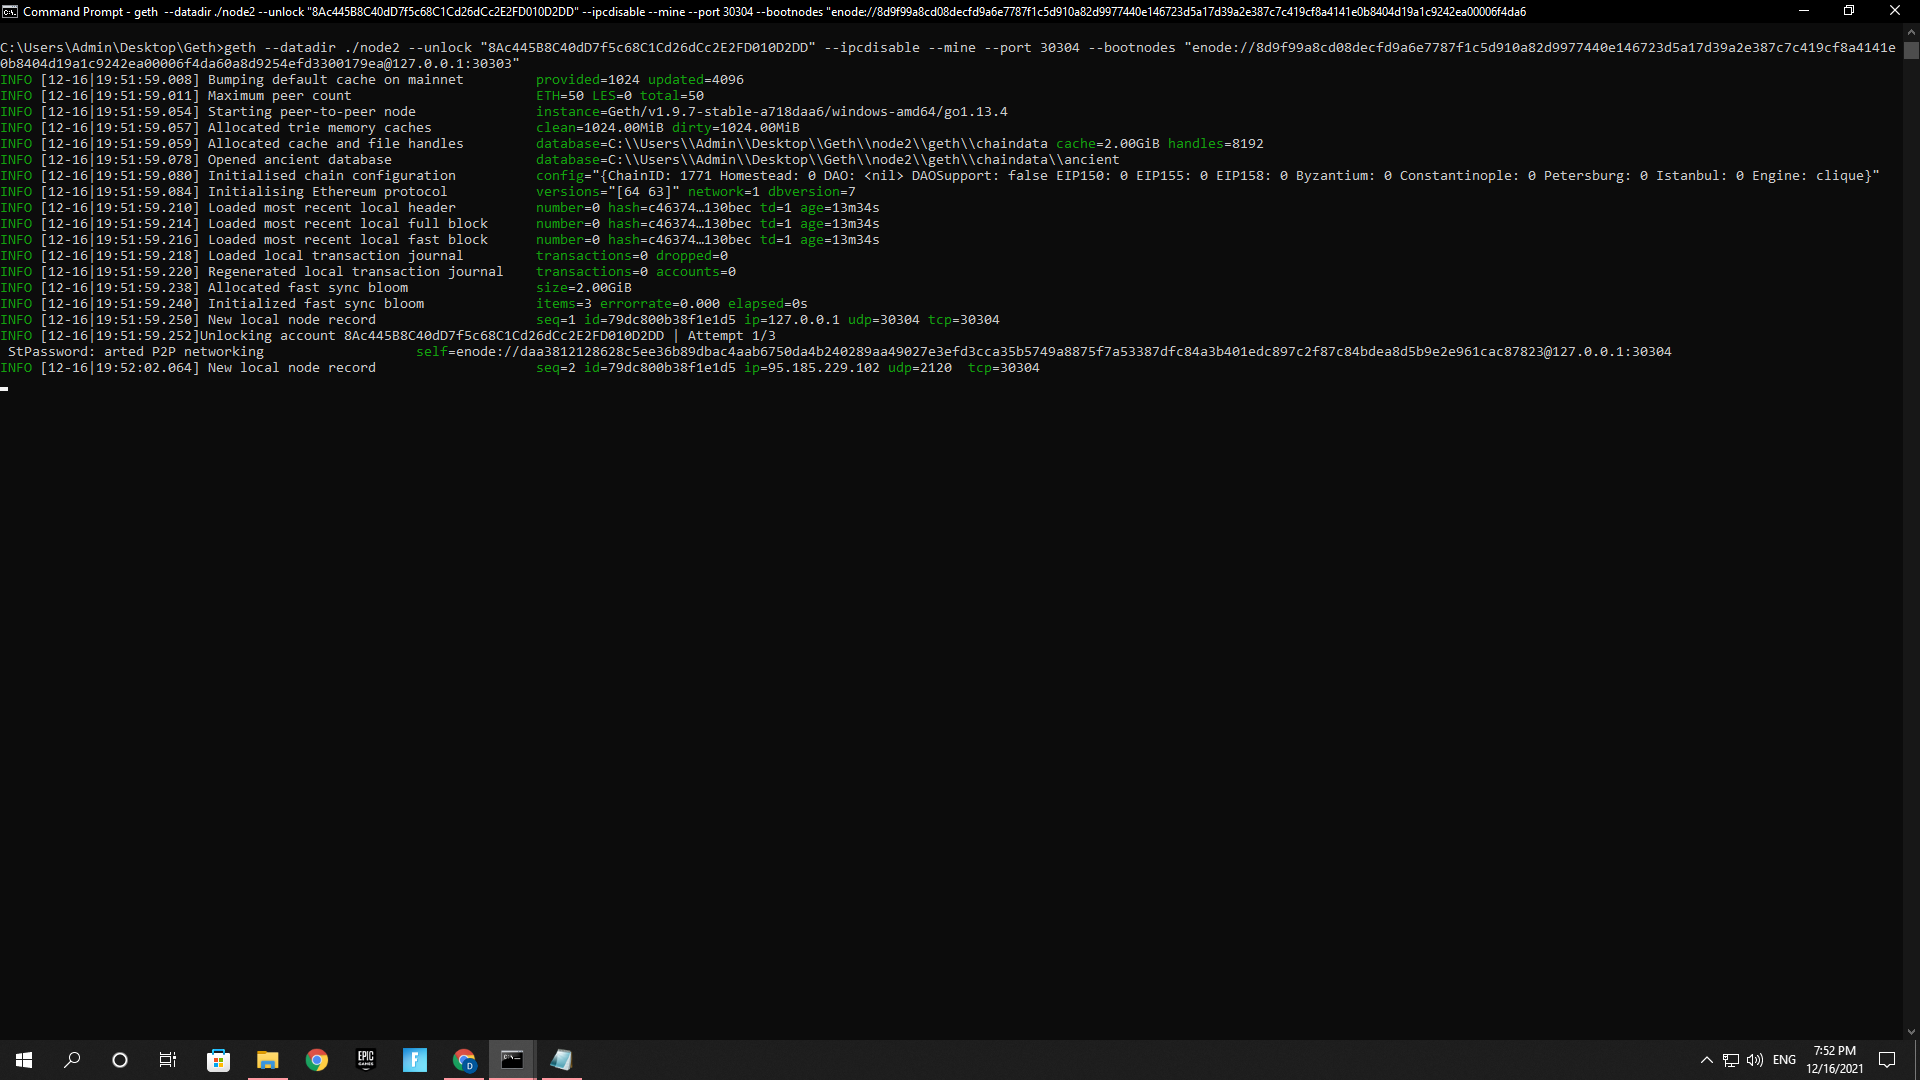 Command Prompt - geth --datadir ./node2 --unlock "8Ac445B8C40dD7f5c68C1Cd26dCc2E2FD010D2DD" --ipcdisable --mine --port 30304 --bootnodes "enode://8d9f99a8cd08decfd9a6e7787f1c5d910a82d9977440e146723d5a17d39a2e387c7c419cf8a4141e0b8404d19a1c9242ea00006f4da6
C:\Users\Admin\Desktop\Geth>geth --datadir ./node2 --unlock "8Ac445B8C40dD7f5c68C1Cd26dCc2E2FD010D2DD" --ipcdisable --mine --port 30304 --bootnodes "enode://8d9f99a8cd08decfd9a6e7787f1c5d910a82d9977440e146723d5a17d39a2e387c7c419cf8a4141e
0b8404d19a1c9242ea00006f4da60a8d9254efd3300179ea@127.0.0.1:30303"
INFO [12-16|19:51:59.008] Bumping default cache on mainnet provided=1024 updated=4096
INFO [12-16|19:51:59.011] Maximum peer count ETH=50 LES=0 total=50
INFO [12-16|19:51:59.054] Starting peer-to-peer node instance=Geth/v1.9.7-stable-a718daa6/windows-amd64/go1.13.4
INFO [12-16|19:51:59.057] Allocated trie memory caches clean=1024.00MiB dirty=1024.00MiB
INFO [12-16|19:51:59.059] Allocated cache and file handles database=C:\\Users\\Admin\\Desktop\\Geth\\node2\\geth\\chaindata cache=2.00GiB handles=8192
INFO [12-16|19:51:59.078] Opened ancient database database=C:\\Users\\Admin\\Desktop\\Geth\\node2\\geth\\chaindata\\ancient
INFO [12-16|19:51:59.080] Initialised chain configuration config="{ChainID: 1771 Homestead: 0 DAO: <nil> DAOSupport: false EIP150: 0 EIP155: 0 EIP158: 0 Byzantium: 0 Constantinople: 0 Petersburg: 0 Istanbul: 0 Engine: clique}"
INFO [12-16|19:51:59.084] Initialising Ethereum protocol versions="[64 63]" network=1 dbversion=7
INFO [12-16|19:51:59.210] Loaded most recent local header number=0 hash=c46374…130bec td=1 age=13m34s
INFO [12-16|19:51:59.214] Loaded most recent local full block number=0 hash=c46374…130bec td=1 age=13m34s
INFO [12-16|19:51:59.216] Loaded most recent local fast block number=0 hash=c46374…130bec td=1 age=13m34s
INFO [12-16|19:51:59.218] Loaded local transaction journal transactions=0 dropped=0
INFO [12-16|19:51:59.220] Regenerated local transaction journal transactions=0 accounts=0
INFO [12-16|19:51:59.238] Allocated fast sync bloom size=2.00GiB
INFO [12-16|19:51:59.240] Initialized fast sync bloom items=3 errorrate=0.000 elapsed=0s
INFO [12-16|19:51:59.250] New local node record seq=1 id=79dc800b38f1e1d5 ip=127.0.0.1 udp=30304 tcp=30304
INFO [12-16|19:51:59.252]Unlocking account 8Ac445B8C40dD7f5c68C1Cd26dCc2E2FD010D2DD | Attempt 1/3
StPassword: arted P2P networking self=enode://daa3812128628c5ee36b89dbac4aab6750da4b240289aa49027e3efd3cca35b5749a8875f7a53387dfc84a3b401edc897c2f87c84bdea8d5b9e2e961cac87823@127.0.0.1:30304
INFO [12-16|19:52:02.064] New local node record seq=2 id=79dc800b38f1e1d5 ip=95.185.229.102 udp=2120 tcp=30304
EPIC
GAMES
F
D
ENG
7:52 PM
12/16/2021